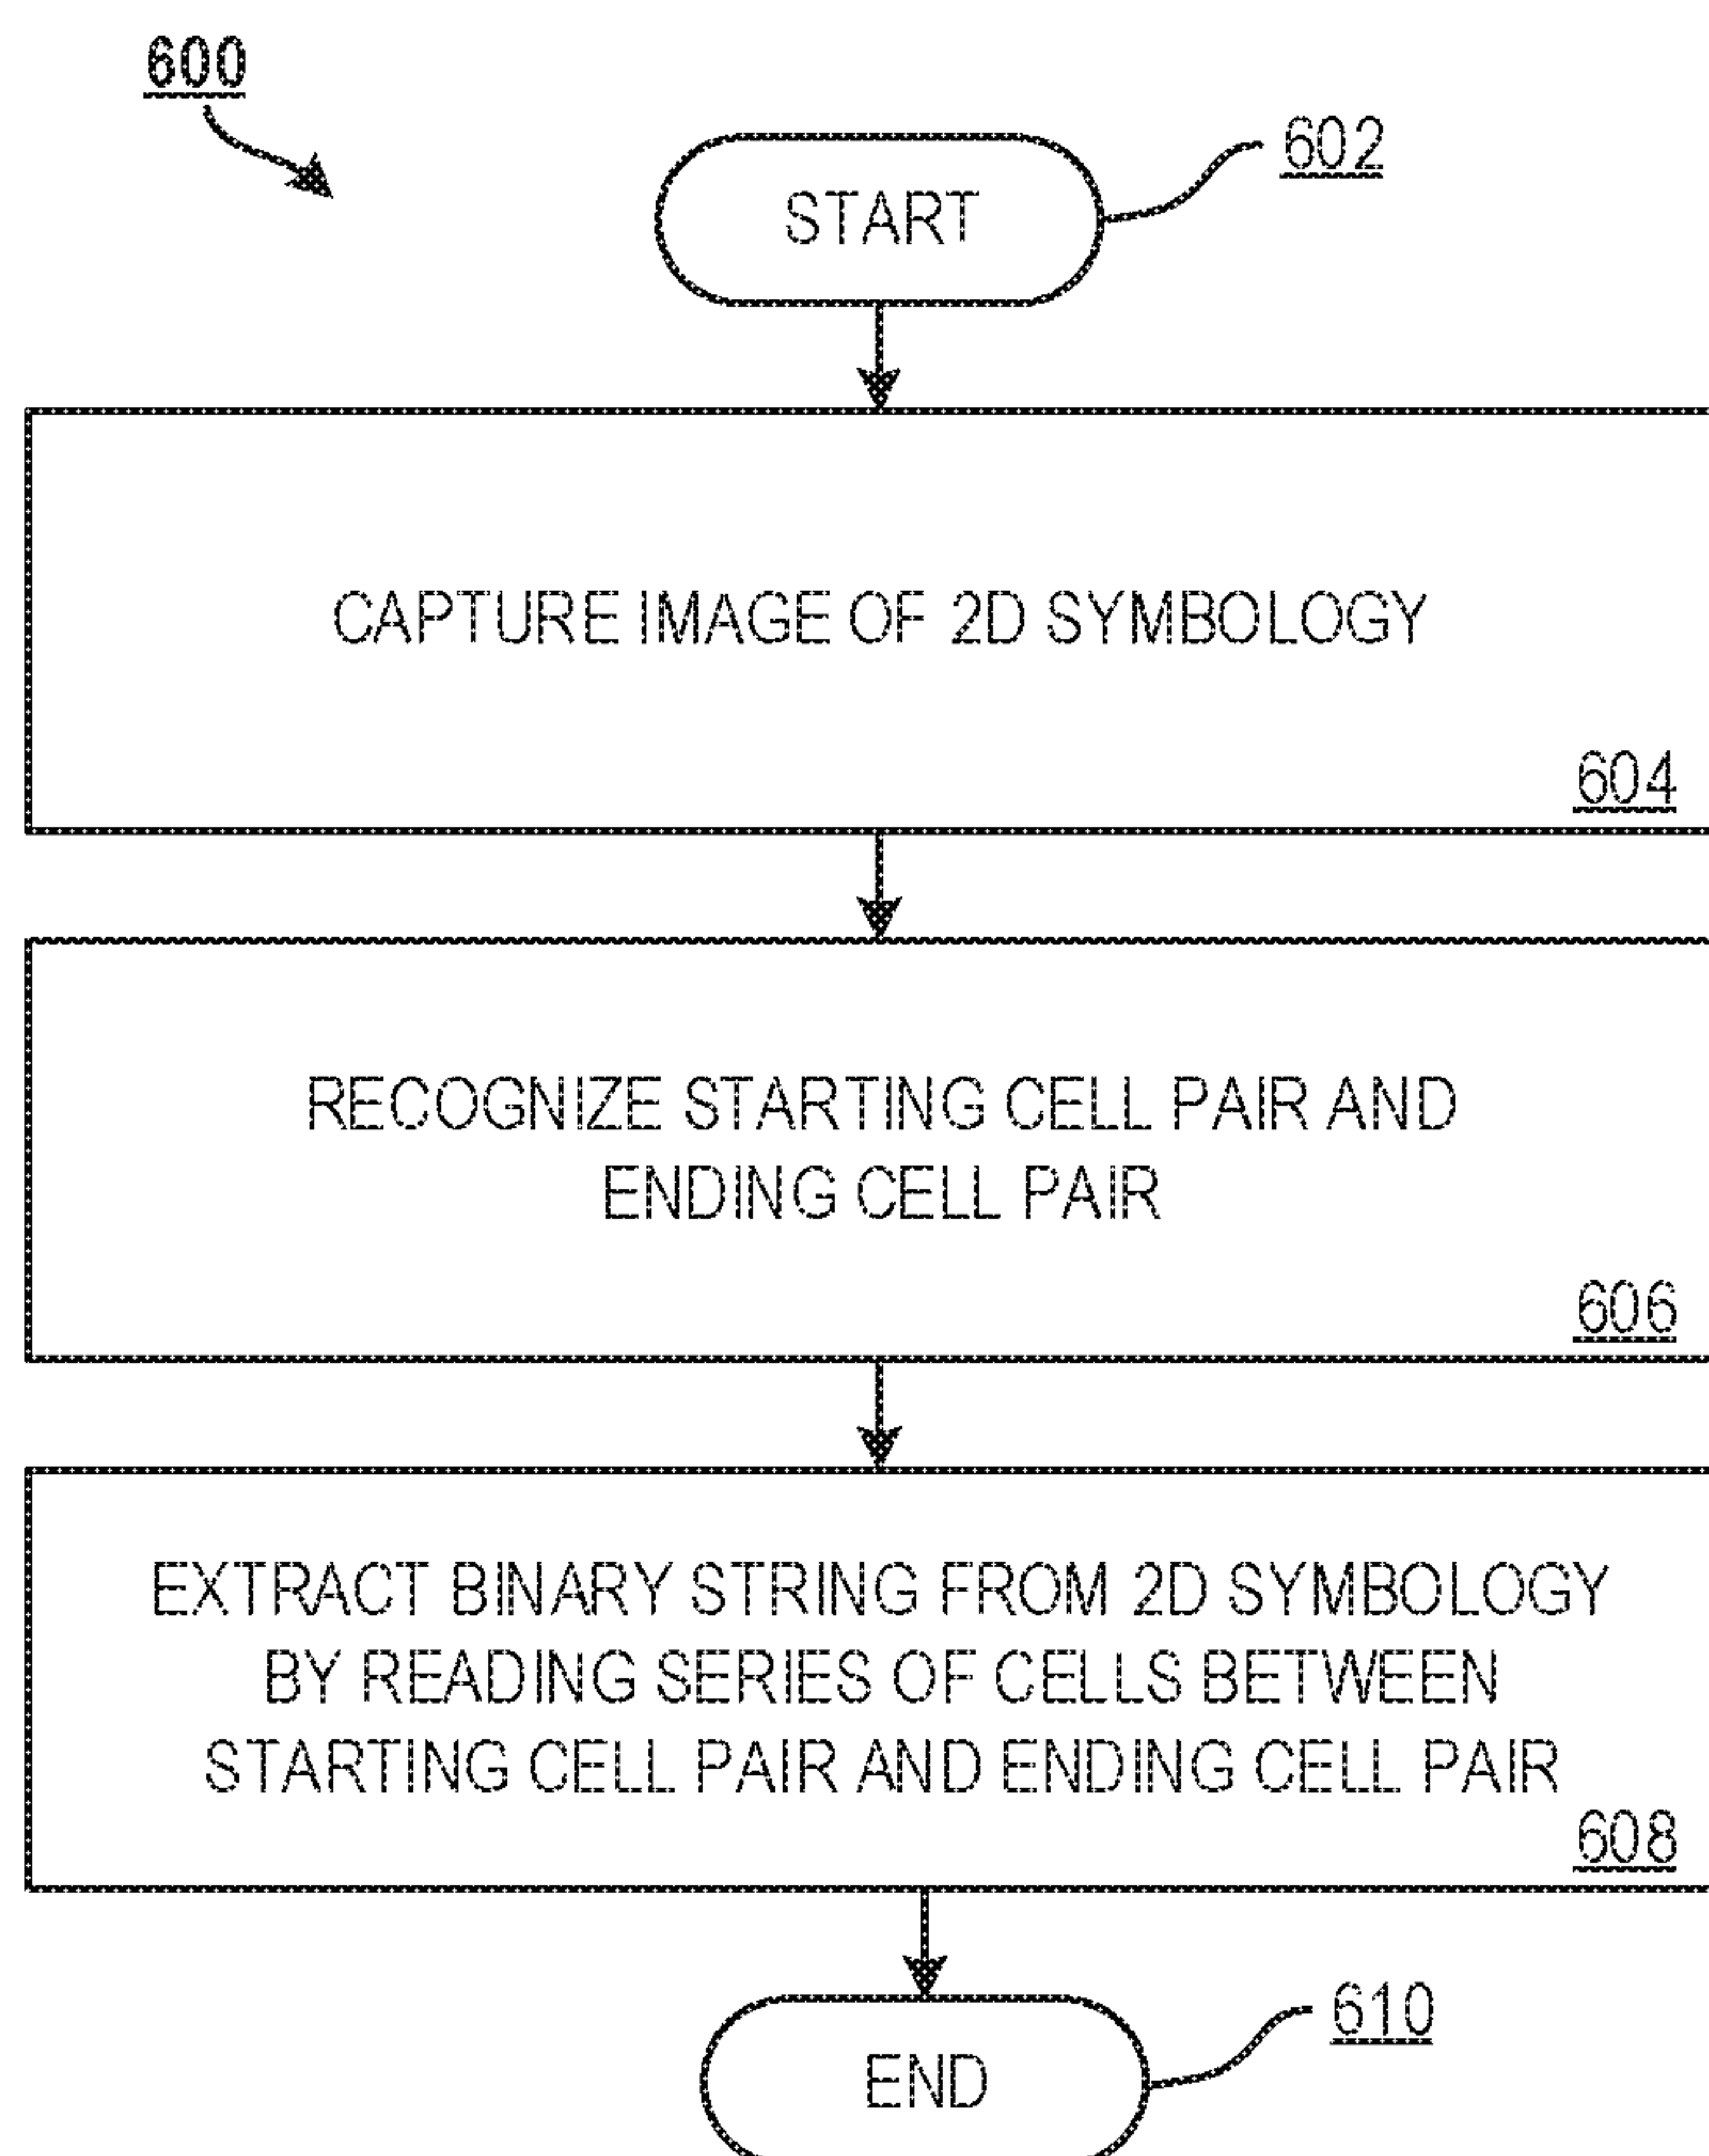 600
602
START
CAPTURE IMAGE OF 2D SYMBOLOGY
604
RECOGNIZE STARTING CELL PAIR AND
ENDING CELL PAIR
606
EXTRACT BINARY STRING FROM 2D SYMBOLOGY
BY READING SERIES OF CELLS BETWEEN
STARTING CELL PAIR AND ENDING CELL PAIR
608
610
END